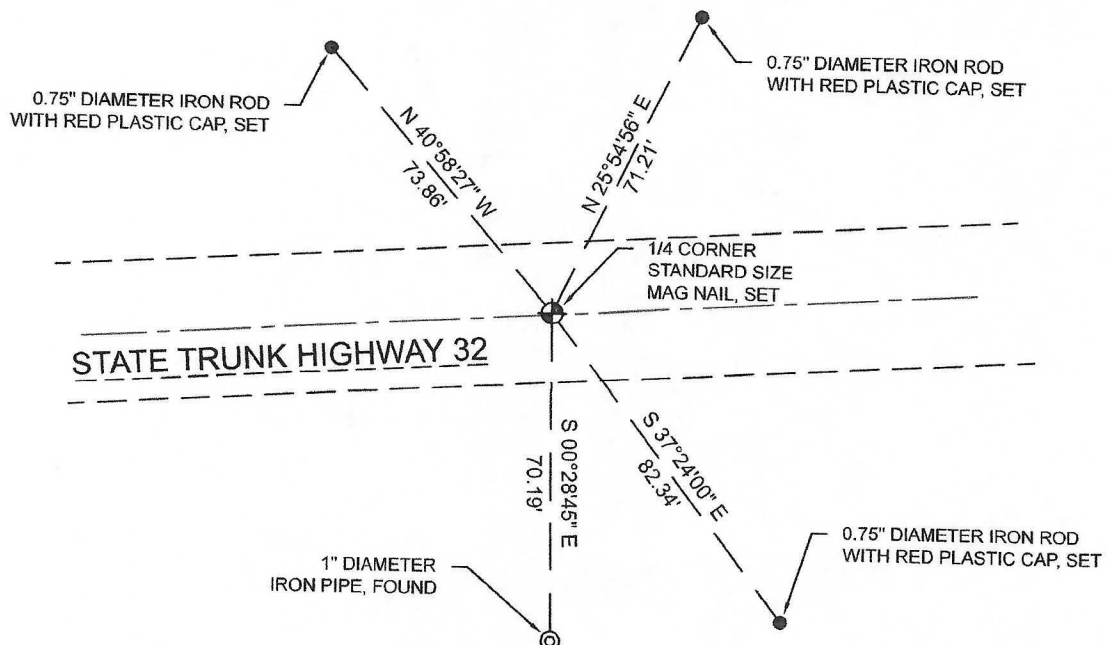 0.75" DIAMETER IRON ROD
WITH RED PLASTIC CAP, SET
0.75" DIAMETER IRON ROD
WITH RED PLASTIC CAP, SET
N 40°58'27" W
73.86'
N 25°54'56" E
71.21'
1/4 CORNER
STANDARD SIZE
MAG NAIL, SET
STATE TRUNK HIGHWAY 32
S 00°28'45" E
70.19'
S 37°24'00" E
82.34'
0.75" DIAMETER IRON ROD
WITH RED PLASTIC CAP, SET
1" DIAMETER
IRON PIPE, FOUND